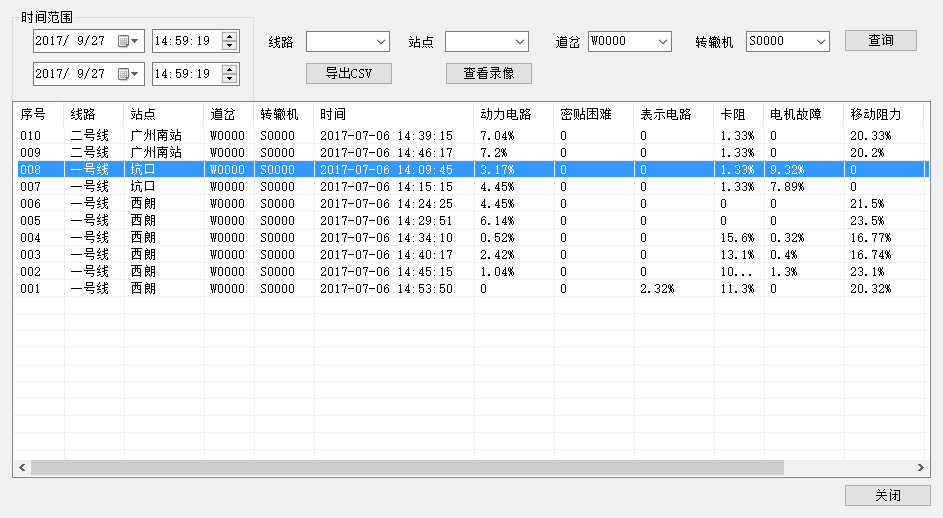 时间范围
2017/ 9/27 14:59:19 线路 站点 道岔 W0000 转辙机 S0000 查询
2017/ 9/27 14:59:19 导出CSV 查看录像
序号 线路 站点 道岔 转辙机 时间 动力电路 密贴困难 表示电路 卡阻 电机故障 移动阻力
010 二号线 广州南站 W0000 S0000 2017-07-06 14:39:15 7.04% 0 0 1.33% 0 20.33%
009 二号线 广州南站 W0000 S0000 2017-07-06 14:46:17 7.2% 0 0 1.33% 0 20.2%
008 一号线 坑口 W0000 S0000 2017-07-06 14:09:45 3.17% 0 0 1.33% 9.32% 0
007 一号线 坑口 W0000 S0000 2017-07-06 14:15:15 4.45% 0 0 1.33% 7.89% 0
006 一号线 西朗 W0000 S0000 2017-07-06 14:24:25 4.45% 0 0 0 0 21.5%
005 一号线 西朗 W0000 S0000 2017-07-06 14:29:51 6.14% 0 0 0 0 23.5%
004 一号线 西朗 W0000 S0000 2017-07-06 14:34:10 0.52% 0 0 15.6% 0.32% 16.77%
003 一号线 西朗 W0000 S0000 2017-07-06 14:40:17 2.42% 0 0 13.1% 0.4% 16.74%
002 一号线 西朗 W0000 S0000 2017-07-06 14:45:15 1.04% 0 0 10... 1.3% 23.1%
001 一号线 西朗 W0000 S0000 2017-07-06 14:53:50 0 0 2.32% 11.3% 0 20.32%
关闭